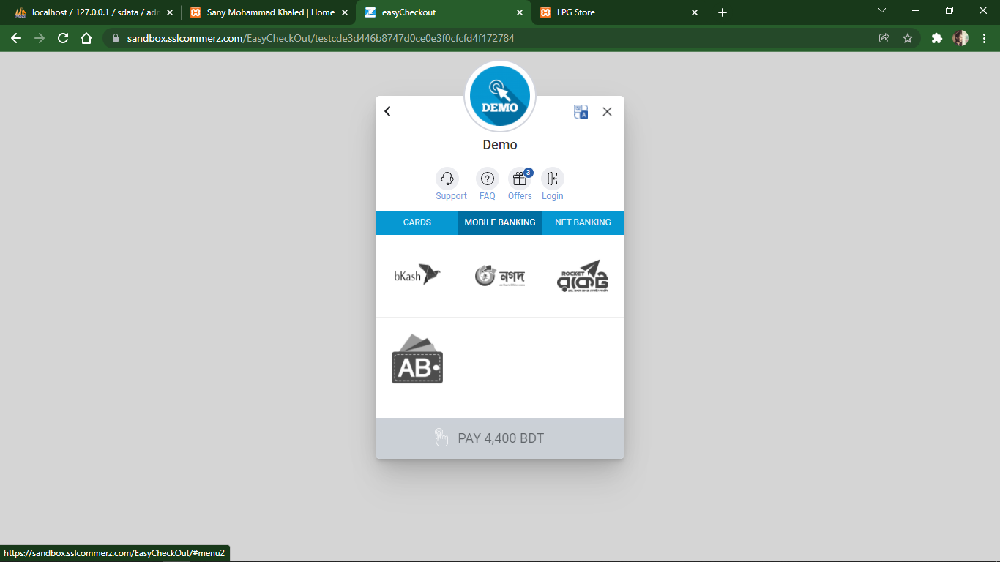 localhost / 127.0.0.1 / sdata / adm
Sany Mohammad Khaled | Home
easyCheckout
LPG Store
sandbox.sslcommerz.com/EasyCheckOut/testcde3d446b8747d0ce0e3f0cfcfd4f172784
DEMO
A
Demo
3
Support
FAQ
Offers
Login
CARDS
MOBILE BANKING
NET BANKING
bKash
নগদ
ROCKET
রকেট
AB
PAY 4,400 BDT
https://sandbox.sslcommerz.com/EasyCheckOut/#menu2